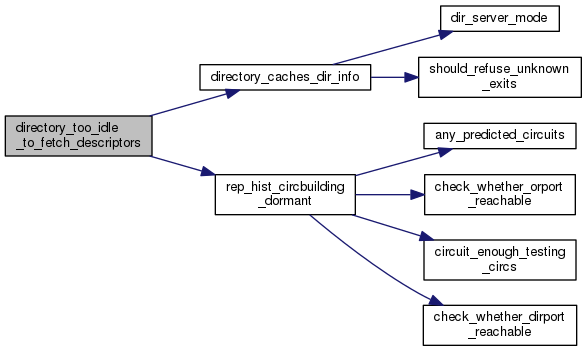 dir_server_mode
directory_caches_dir_info
should_refuse_unknown
_exits
directory_too_idle
_to_fetch_descriptors
any_predicted_circuits
rep_hist_circbuilding
_dormant
check_whether_orport
_reachable
circuit_enough_testing
_circs
check_whether_dirport
_reachable